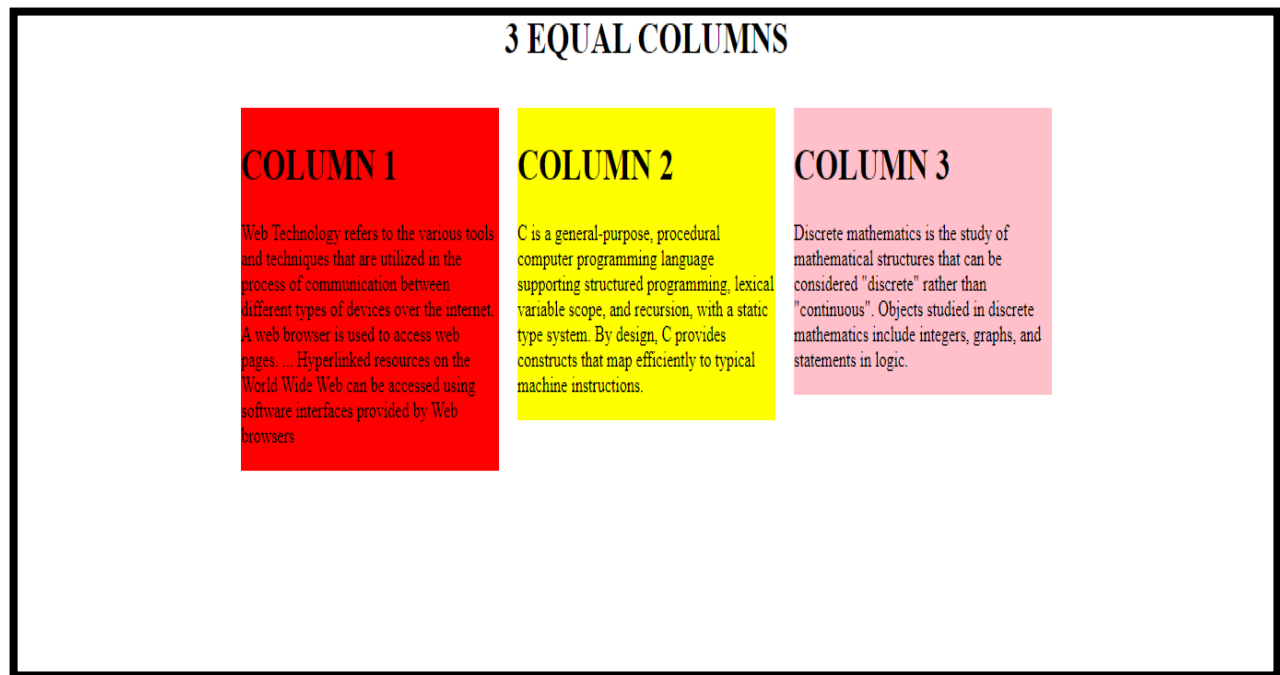 3 EQUAL COLUMNS
COLUMN 1
Web Technology refers to the various tools
and techniques that are utilized in the
process of communication between
different types of devices over the internet.
A web browser is used to access web
pages. ... Hyperlinked resources on the
World Wide Web can be accessed using
software interfaces provided by Web
browsers
COLUMN 2
C is a general-purpose, procedural
computer programming language
supporting structured programming, lexical
variable scope, and recursion, with a static
type system. By design, C provides
constructs that map efficiently to typical
machine instructions.
COLUMN 3
Discrete mathematics is the study of
mathematical structures that can be
considered "discrete" rather than
"continuous". Objects studied in discrete
mathematics include integers, graphs, and
statements in logic.